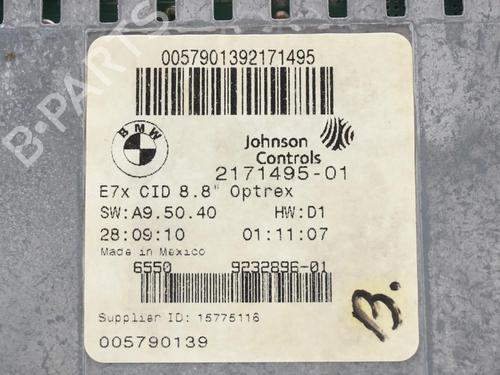 0057901392171495
BMW
Johnson Controls
2171495-01
E7x CID 8.8" Optrex
SW:A9.50.40 HW:D1
28:09:10 01:11:07
Made in Mexico
6550 9232896-01
Supplier ID: 15775116
005790139
B.
B-PARTS